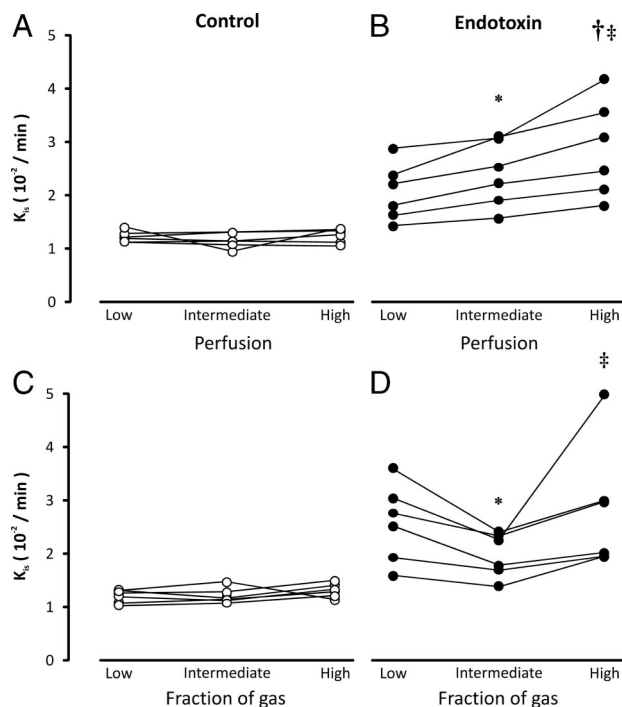 A Control B Endotoxin
† ‡
5
4
*
3
2
1
0
K_is ( 10⁻² / min )
Low Intermediate High Low Intermediate High
Perfusion Perfusion
C D ‡
5
4
3
*
2
1
0
K_is ( 10⁻² / min )
Low Intermediate High Low Intermediate High
Fraction of gas Fraction of gas